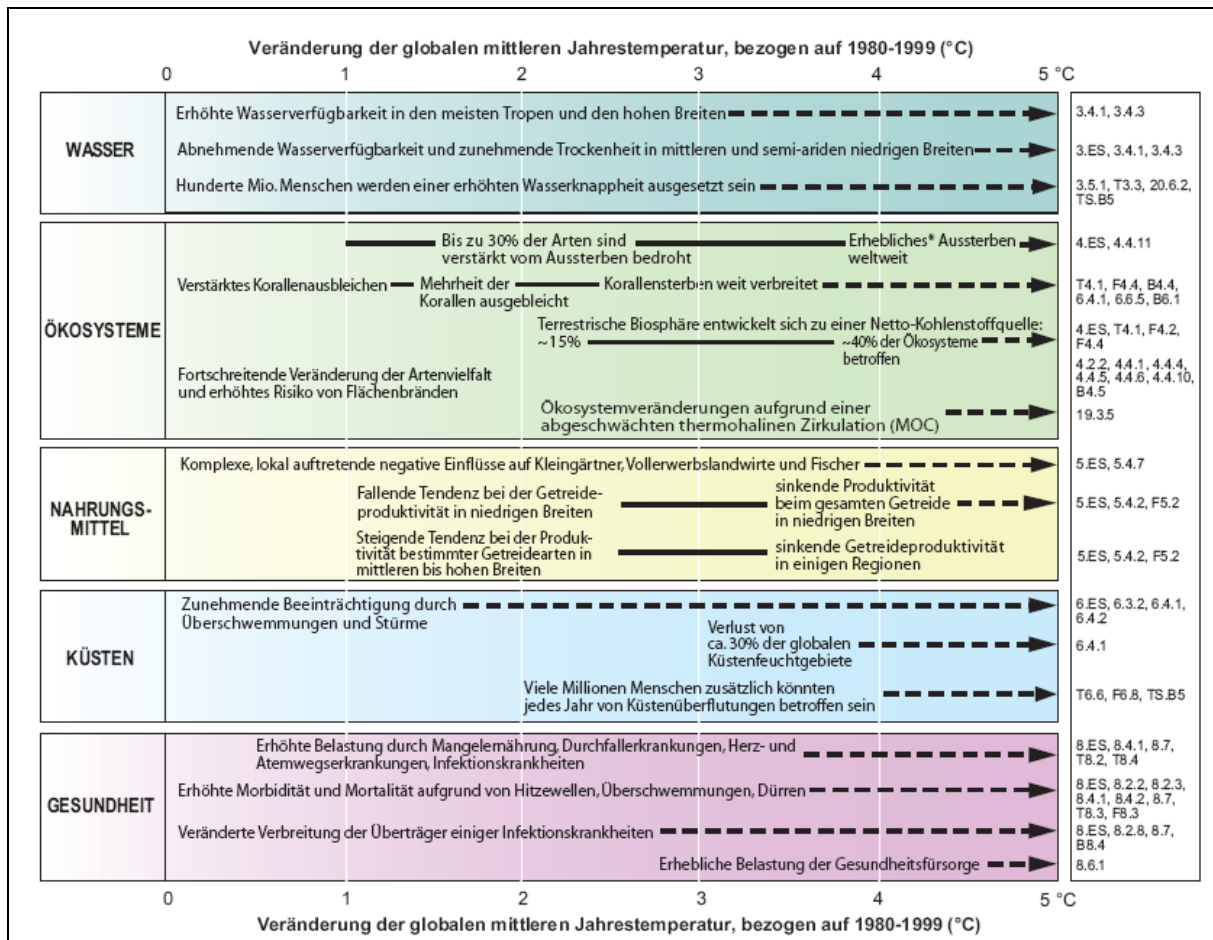 Veränderung der globalen mittleren Jahrestemperatur, bezogen auf 1980-1999 (°C)
0 1 2 3 4 5 °C
WASSER
Erhöhte Wasserverfügbarkeit in den meisten Tropen und den hohen Breiten
3.4.1, 3.4.3
Abnehmende Wasserverfügbarkeit und zunehmende Trockenheit in mittleren und semi-ariden niedrigen Breiten
3.ES, 3.4.1, 3.4.3
Hunderte Mio. Menschen werden einer erhöhten Wasserknappheit ausgesetzt sein
3.5.1, T3.3, 20.6.2,
TS.B5
ÖKOSYSTEME
Bis zu 30% der Arten sind
verstärkt vom Aussterben bedroht
Erhebliches* Aussterben
weltweit
4.ES, 4.4.11
Verstärktes Korallenausbleichen
Mehrheit der
Korallen ausgebleicht
Korallensterben weit verbreitet
T4.1, F4.4, B4.4,
6.4.1, 6.6.5, B6.1
Terrestrische Biosphäre entwickelt sich zu einer Netto-Kohlenstoffquelle:
~15%
~40% der Ökosysteme
betroffen
4.ES, T4.1, F4.2,
F4.4
Fortschreitende Veränderung der Artenvielfalt
und erhöhtes Risiko von Flächenbränden
4.2.2, 4.4.1, 4.4.4,
4.4.5, 4.4.6, 4.4.10,
B4.5
Ökosystemveränderungen aufgrund einer
abgeschwächten thermohalinen Zirkulation (MOC)
19.3.5
NAHRUNGS-
MITTEL
Komplexe, lokal auftretende negative Einflüsse auf Kleingärtner, Vollerwerbslandwirte und Fischer
5.ES, 5.4.7
Fallende Tendenz bei der Getreide-
produktivität in niedrigen Breiten
sinkende Produktivität
beim gesamten Getreide
in niedrigen Breiten
5.ES, 5.4.2, F5.2
Steigende Tendenz bei der Produk-
tivität bestimmter Getreidearten in
mittleren bis hohen Breiten
sinkende Getreideproduktivität
in einigen Regionen
5.ES, 5.4.2, F5.2
KÜSTEN
Zunehmende Beeinträchtigung durch
Überschwemmungen und Stürme
6.ES, 6.3.2, 6.4.1,
6.4.2
Verlust von
ca. 30% der globalen
Küstenfeuchtgebiete
6.4.1
Viele Millionen Menschen zusätzlich könnten
jedes Jahr von Küstenüberflutungen betroffen sein
T6.6, F6.8, TS.B5
GESUNDHEIT
Erhöhte Belastung durch Mangelernährung, Durchfallerkrankungen, Herz- und
Atemwegserkrankungen, Infektionskrankheiten
8.ES, 8.4.1, 8.7,
T8.2, T8.4
Erhöhte Morbidität und Mortalität aufgrund von Hitzewellen, Überschwemmungen, Dürren
8.ES, 8.2.2, 8.2.3,
8.4.1, 8.4.2, 8.7,
T8.3, F8.3
Veränderte Verbreitung der Überträger einiger Infektionskrankheiten
8.ES, 8.2.8, 8.7,
B8.4
Erhebliche Belastung der Gesundheitsfürsorge
8.6.1
0 1 2 3 4 5 °C
Veränderung der globalen mittleren Jahrestemperatur, bezogen auf 1980-1999 (°C)